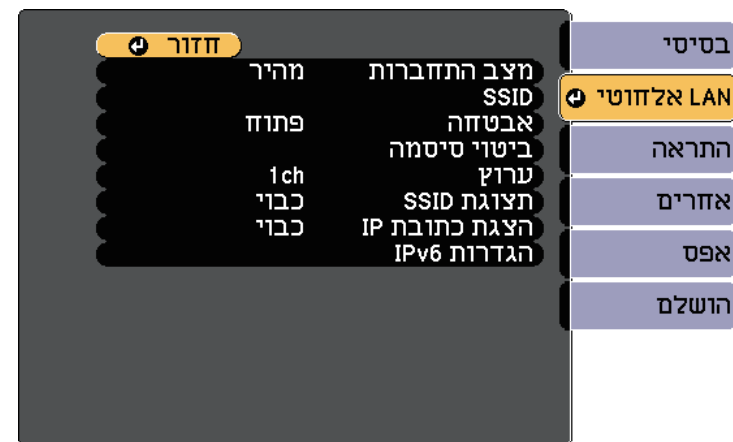 חזור
מצב התחברות מהיר
SSID
אבטחה פתוח
ביטוי סיסמה
ערוץ 1ch
תצוגת SSID כבוי
הצגת כתובת IP כבוי
הגדרות IPv6
בסיסי
LAN אלחוטי
התראה
אחרים
אפס
הושלם